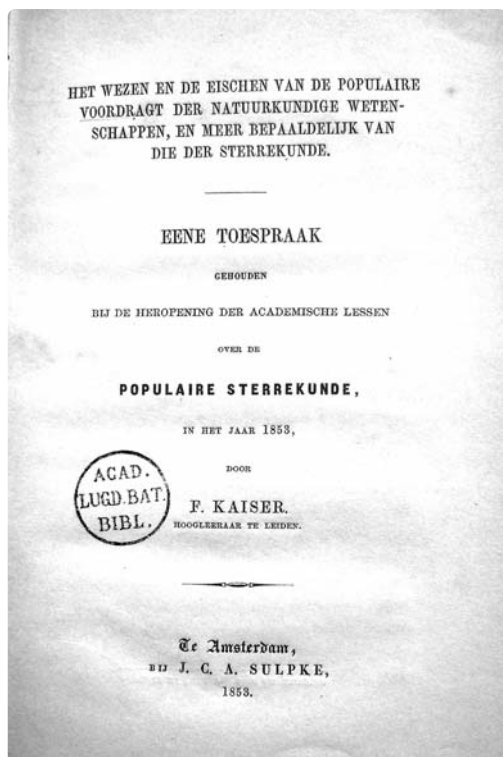 HET WEZEN EN DE EISCHEN VAN DE POPULAIRE
VOORDRAGT DER NATUURKUNDIGE WETEN-
SCHAPPEN, EN MEER BEPAALDELIJK VAN
DIE DER STERREKUNDE.
EENE TOESPRAAK
GEHOUDEN
BIJ DE HEROPENING DER ACADEMISCHE LESSEN
OVER DE
POPULAIRE STERREKUNDE,
IN HET JAAR 1853,
DOOR
F. KAISER.
HOOGLEERAAR TE LEIDEN.
ACAD.
LUGD.BAT.
BIBL.
Te Amsterdam,
BIJ J. C. A. SULPKE,
1853.